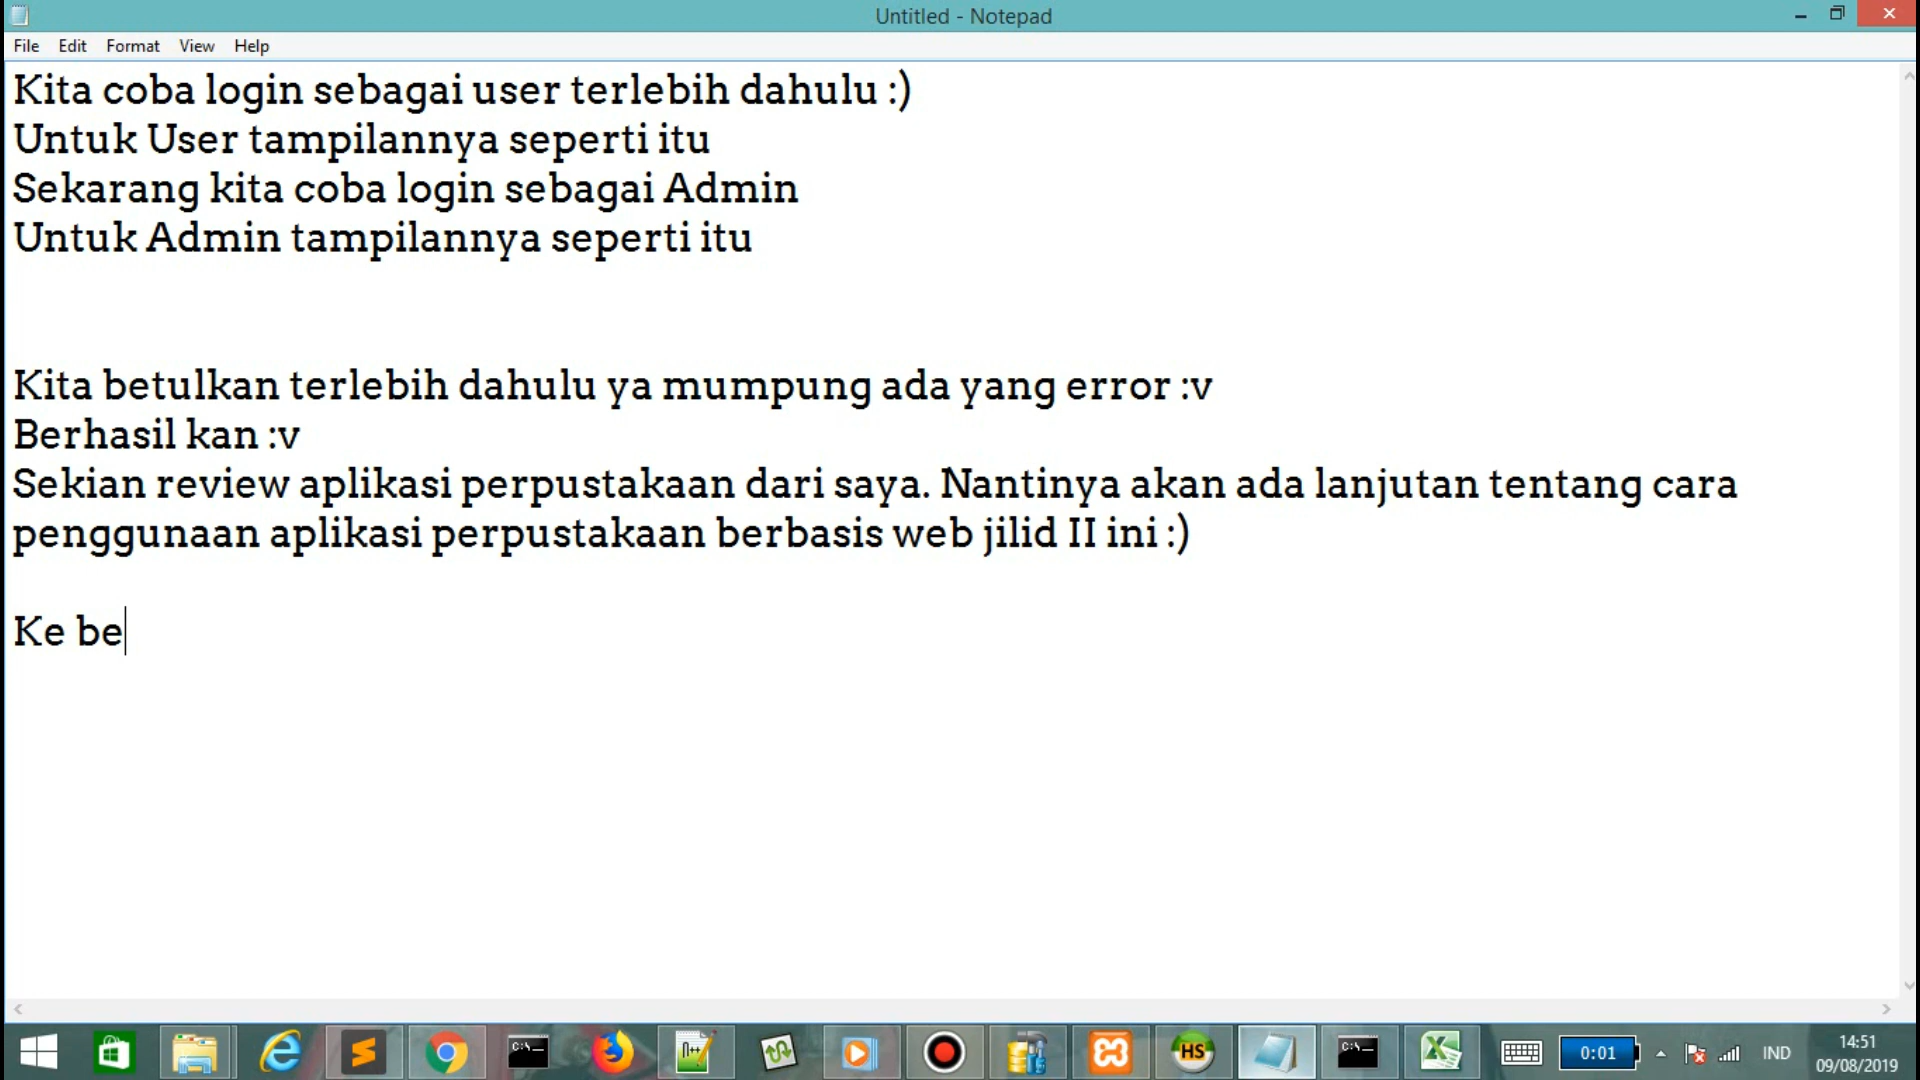 Untitled - Notepad
File Edit Format View Help
Kita coba login sebagai user terlebih dahulu :)
Untuk User tampilannya seperti itu
Sekarang kita coba login sebagai Admin
Untuk Admin tampilannya seperti itu
Kita betulkan terlebih dahulu ya mumpung ada yang error :v
Berhasil kan :v
Sekian review aplikasi perpustakaan dari saya. Nantinya akan ada lanjutan tentang cara
penggunaan aplikasi perpustakaan berbasis web jilid II ini :)
Ke be
C:\_
n++
HS
C:\_
0:01
IND
14:51
09/08/2019